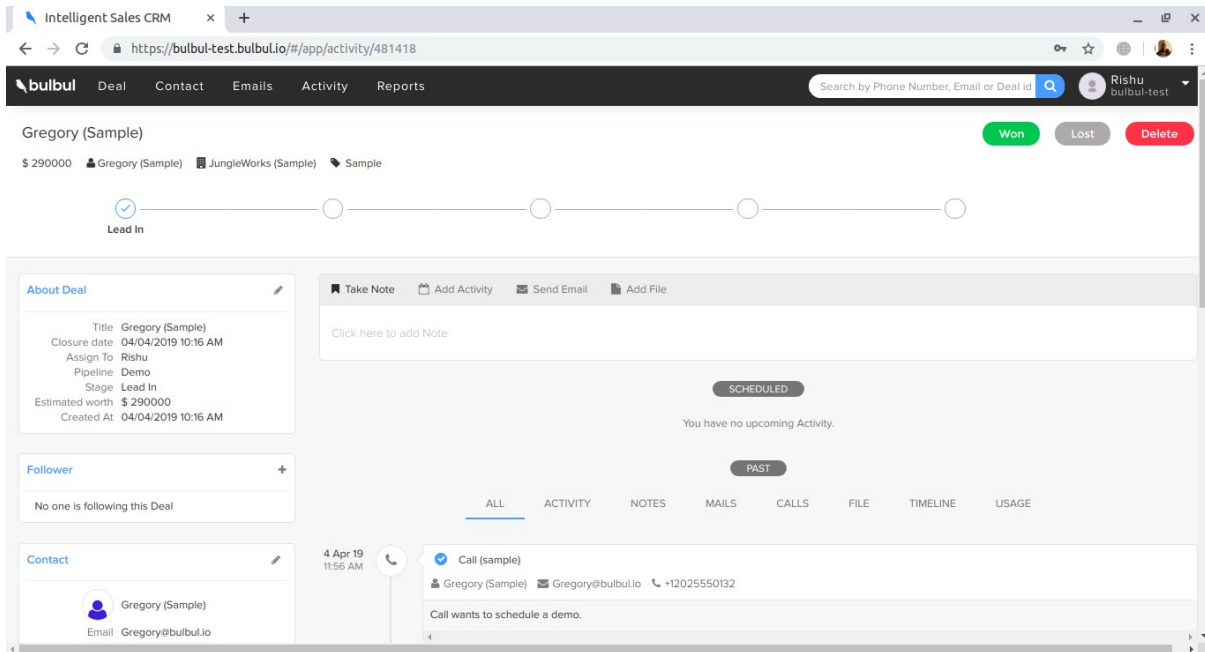 Intelligent Sales CRM
https://bulbul-test.bulbul.io/#/app/activity/481418
bulbul Deal Contact Emails Activity Reports Search by Phone Number, Email or Deal id Rishu
bulbul-test
Gregory (Sample) Won Lost Delete
$ 290000 Gregory (Sample) JungleWorks (Sample) Sample
Lead In
About Deal
Title Gregory (Sample)
Closure date 04/04/2019 10:16 AM
Assign To Rishu
Pipeline Demo
Stage Lead In
Estimated worth $ 290000
Created At 04/04/2019 10:16 AM
Follower +
No one is following this Deal
Contact
Gregory (Sample)
Email Gregory@bulbul.io
Take Note Add Activity Send Email Add File
Click here to add Note
SCHEDULED
You have no upcoming Activity.
PAST
ALL ACTIVITY NOTES MAILS CALLS FILE TIMELINE USAGE
4 Apr 19
11:56 AM
Call (sample)
Gregory (Sample) Gregory@bulbul.io +12025550132
Call wants to schedule a demo.